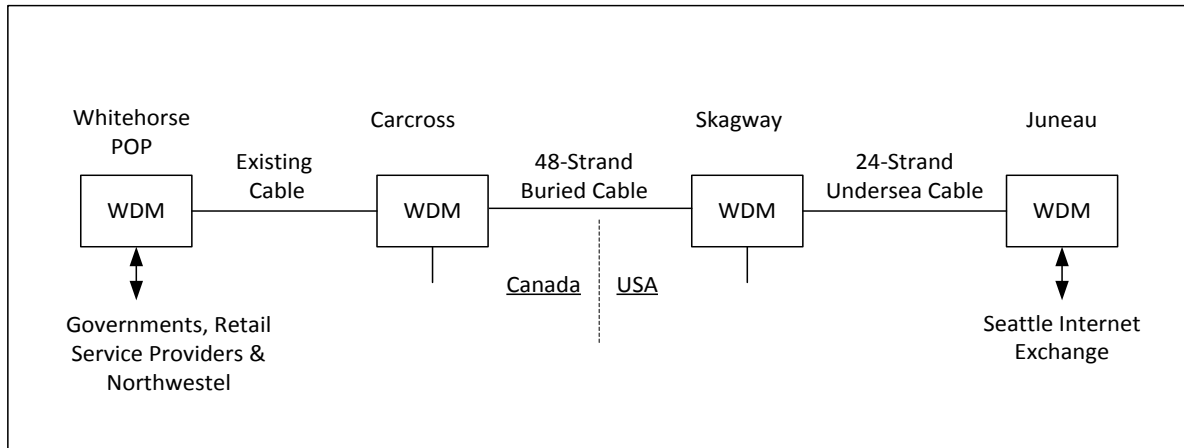 Whitehorse
POP
Carcross
Skagway
Juneau
Existing
Cable
48-Strand
Buried Cable
24-Strand
Undersea Cable
WDM
WDM
WDM
WDM
Canada
USA
Governments, Retail
Service Providers &
Northwestel
Seattle Internet
Exchange